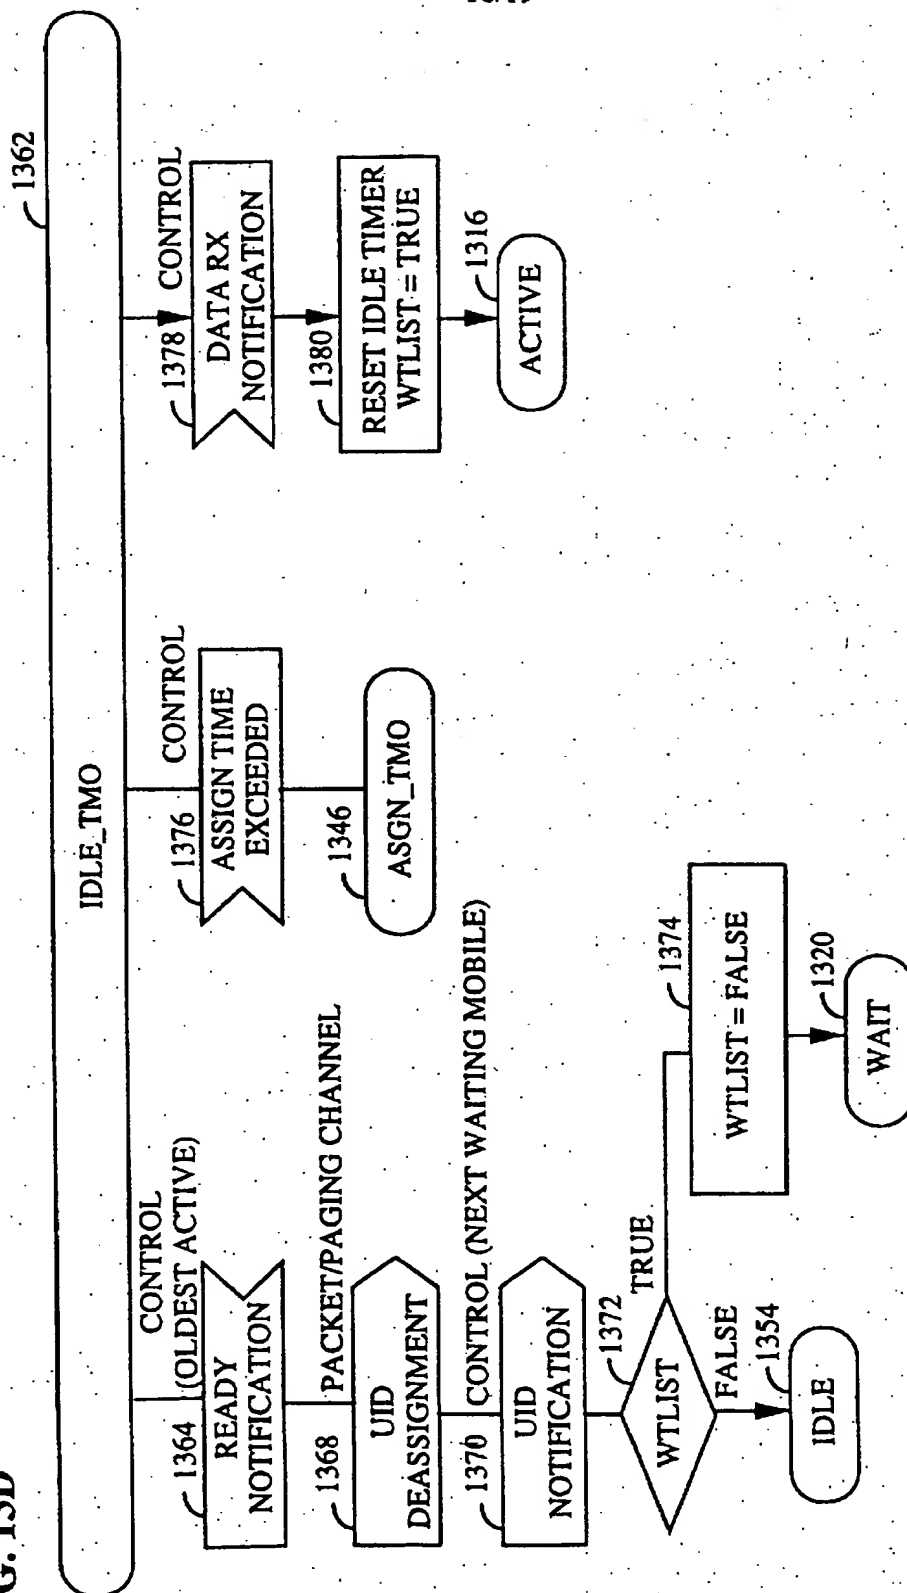 1362
IDLE_TMO
CONTROL
(OLDEST ACTIVE)
1364
READY
NOTIFICATION
PACKET/PAGING CHANNEL
1368
UID
DEASSIGNMENT
CONTROL (NEXT WAITING MOBILE)
1370
UID
NOTIFICATION
1372
WTLIST
TRUE
FALSE
1354
IDLE
1374
WTLIST = FALSE
1320
WAIT
CONTROL
1376
ASSIGN TIME
EXCEEDED
1346
ASGN_TMO
CONTROL
1378
DATA RX
NOTIFICATION
1380
RESET IDLE TIMER
WTLIST = TRUE
1316
ACTIVE